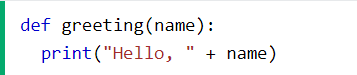 def greeting(name):
  print("Hello, " + name)